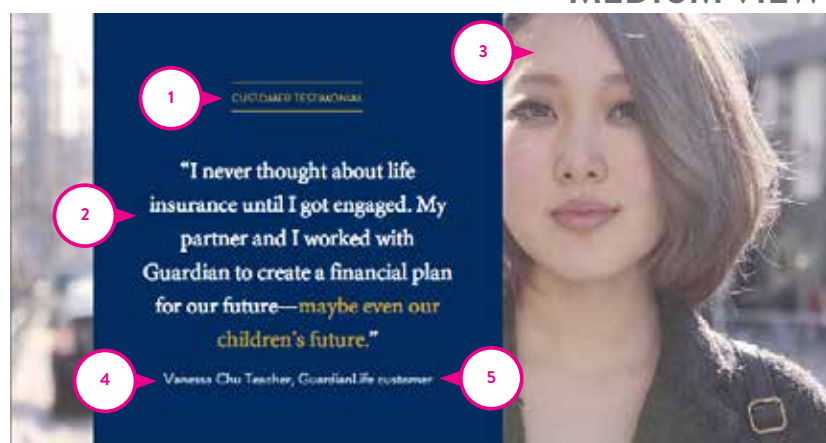 MEDIUM VIEW
3
1
CUSTOMER TESTIMONIAL
"I never thought about life
2
insurance until I got engaged. My
partner and I worked with
Guardian to create a financial plan
for our future—maybe even our
children's future."
4
Vanessa Chu Teacher, GuardianLife customer
5